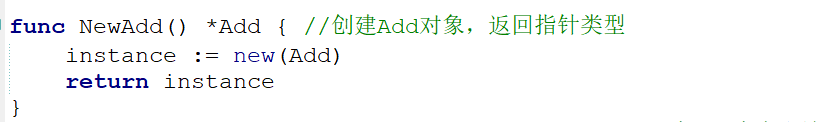 func NewAdd() *Add { //创建Add对象，返回指针类型
    instance := new(Add)
    return instance
}